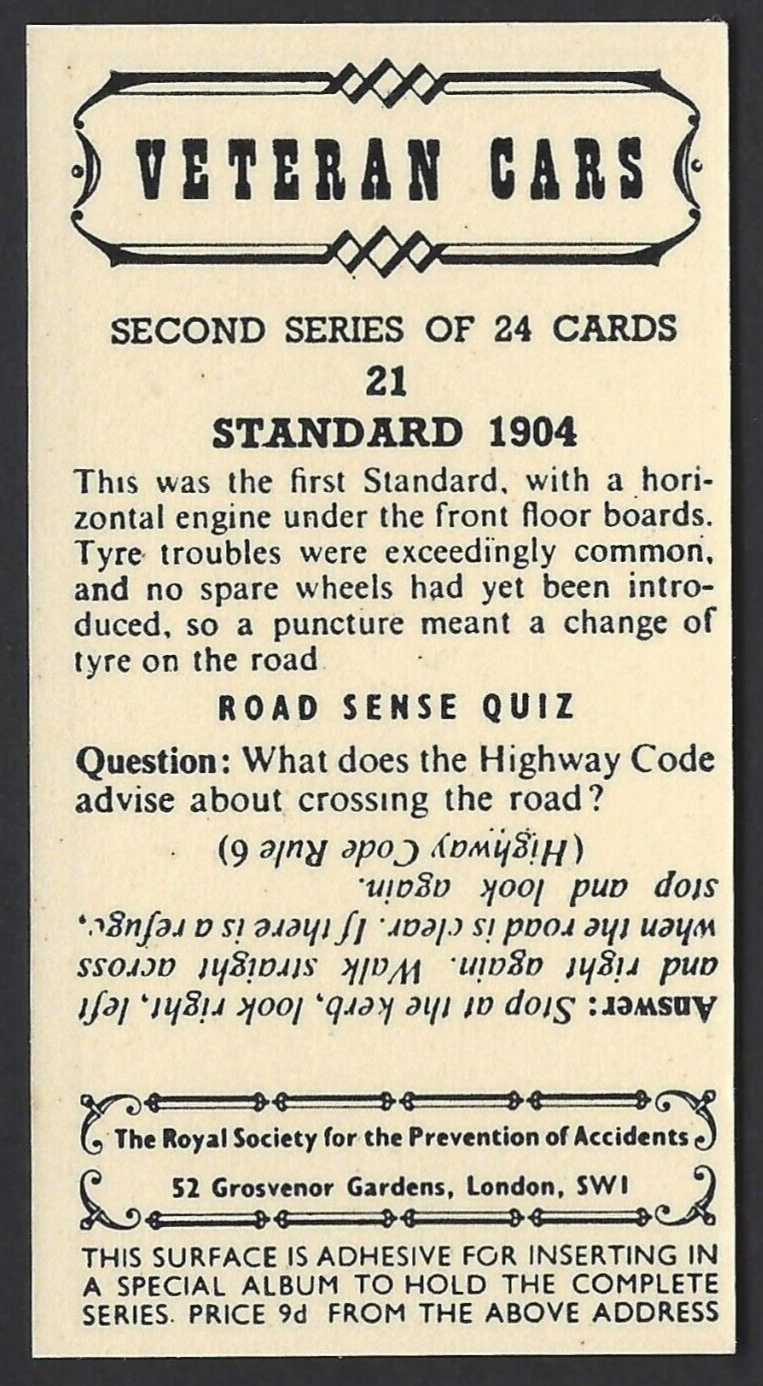 VETERAN CARS
SECOND SERIES OF 24 CARDS
21
STANDARD 1904
This was the first Standard, with a hori-
zontal engine under the front floor boards.
Tyre troubles were exceedingly common,
and no spare wheels had yet been intro-
duced, so a puncture meant a change of
tyre on the road
ROAD SENSE QUIZ
Question: What does the Highway Code
advise about crossing the road?
Answer: Stop at the kerb, look right, left
and right again. Walk straight across
when the road is clear. If there is a refuge,
stop and look again.
(Highway Code Rule 6)
The Royal Society for the Prevention of Accidents
52 Grosvenor Gardens, London, SW1
THIS SURFACE IS ADHESIVE FOR INSERTING IN
A SPECIAL ALBUM TO HOLD THE COMPLETE
SERIES. PRICE 9d FROM THE ABOVE ADDRESS